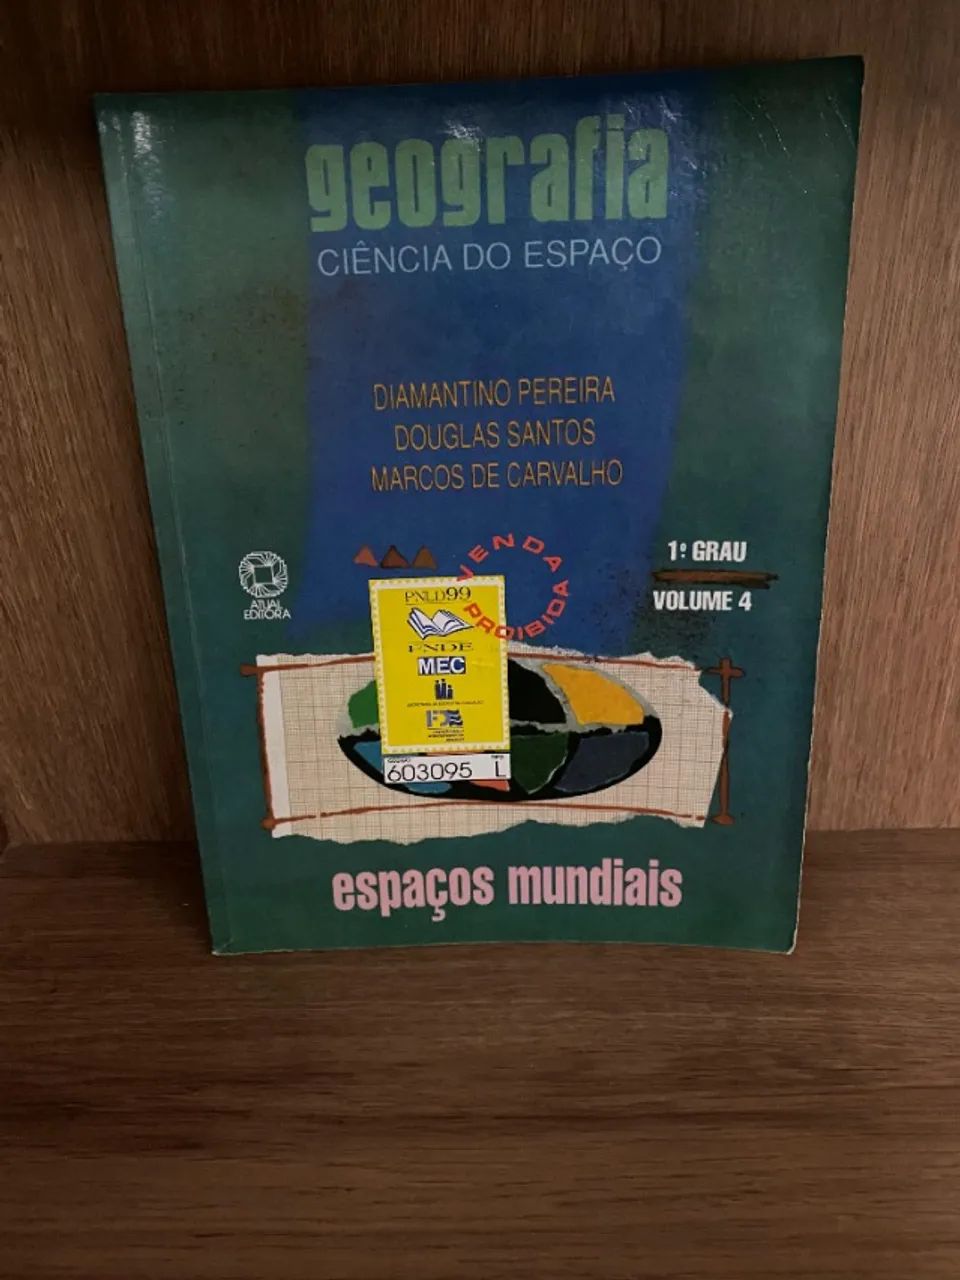 geografia
CIÊNCIA DO ESPAÇO
DIAMANTINO PEREIRA
DOUGLAS SANTOS
MARCOS DE CARVALHO
VENDA PROIBIDA
1º GRAU
VOLUME 4
ATUAL
EDITORA
PNLD99
FNDE
MEC
FDE
603095 L
espaços mundiais